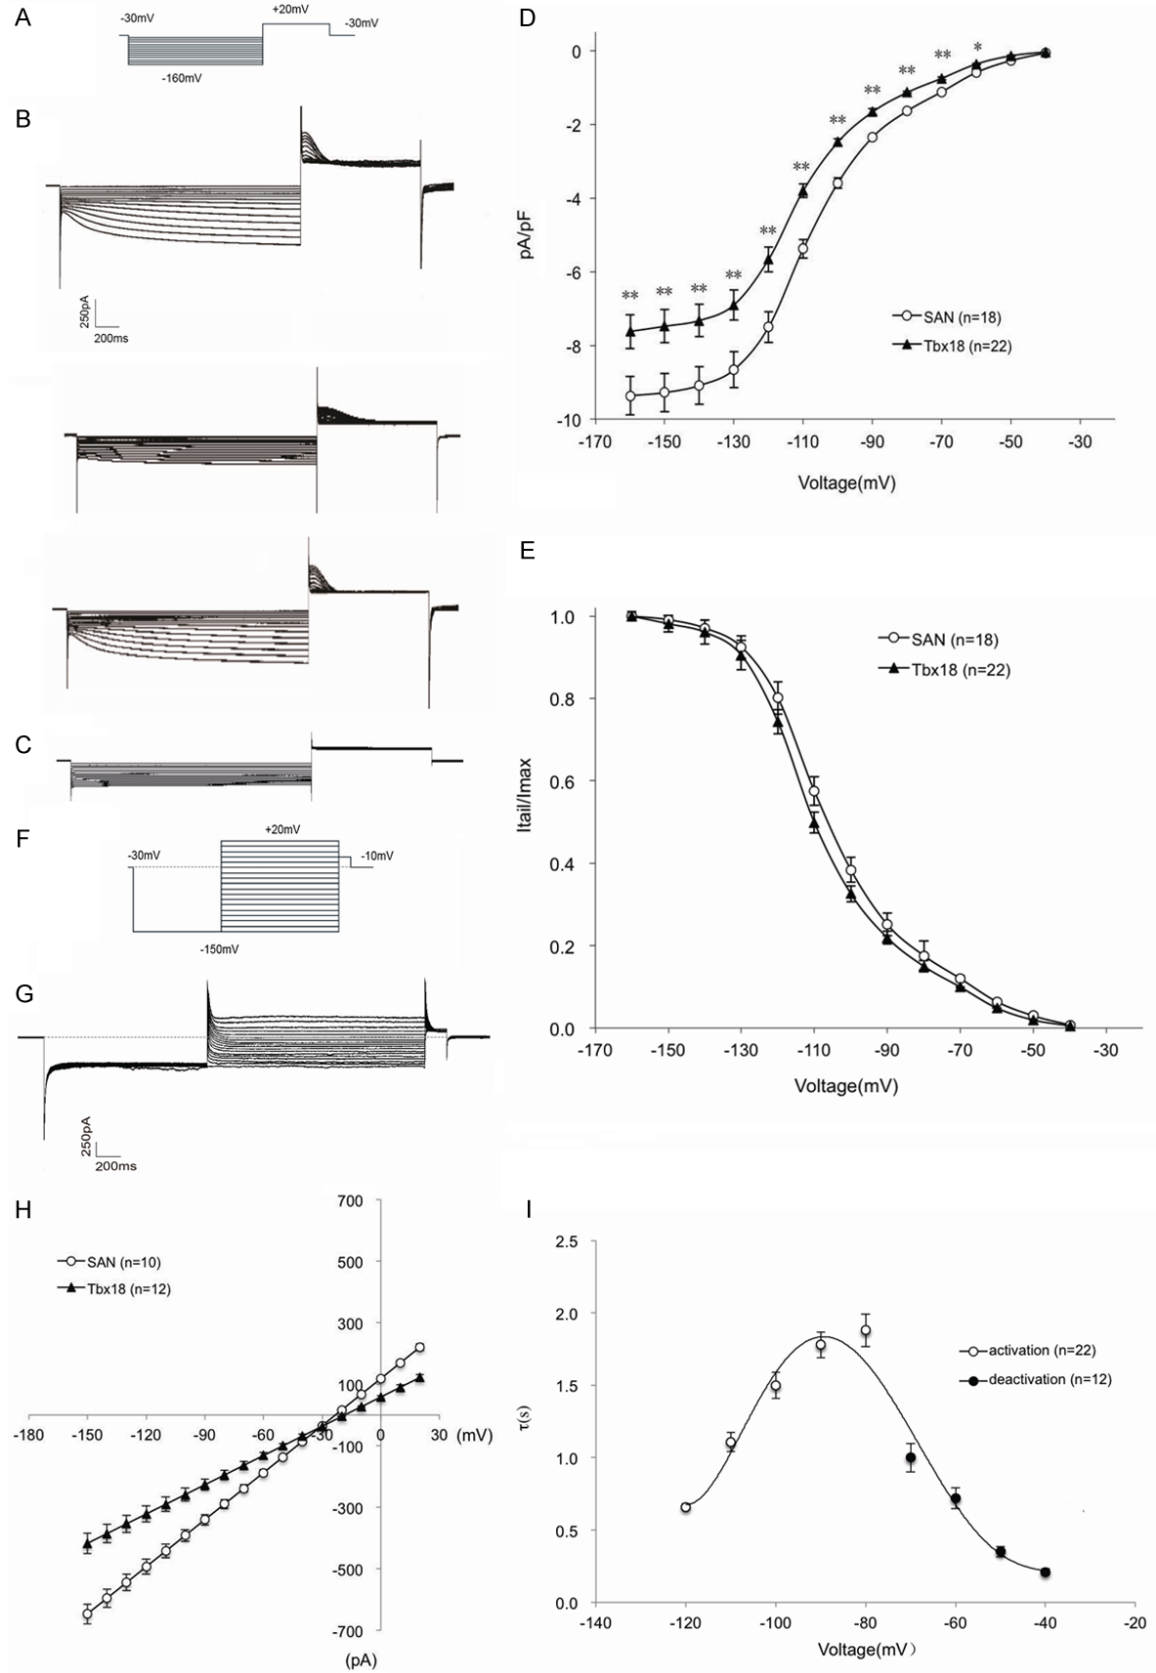 A
-30mV
+20mV
-30mV
-160mV
B
250pA
200ms
C
F
-30mV
+20mV
-10mV
-150mV
G
250pA
200ms
D
** ** ** ** ** ** ** ** ** ** *
0
-2
-4
-6
-8
-10
pA/pF
SAN (n=18)
Tbx18 (n=22)
-170 -150 -130 -110 -90 -70 -50 -30
Voltage(mV)
E
1.0
0.8
0.6
0.4
0.2
0.0
Itail/Imax
SAN (n=18)
Tbx18 (n=22)
-170 -150 -130 -110 -90 -70 -50 -30
Voltage(mV)
H
SAN (n=10)
Tbx18 (n=12)
700
500
300
100
-180 -150 -120 -90 -60 -30 0 30 (mV)
-100
-300
-500
-700
(pA)
I
2.5
2.0
1.5
1.0
0.5
0.0
τ(s)
activation (n=22)
deactivation (n=12)
-140 -120 -100 -80 -60 -40 -20
Voltage(mV)